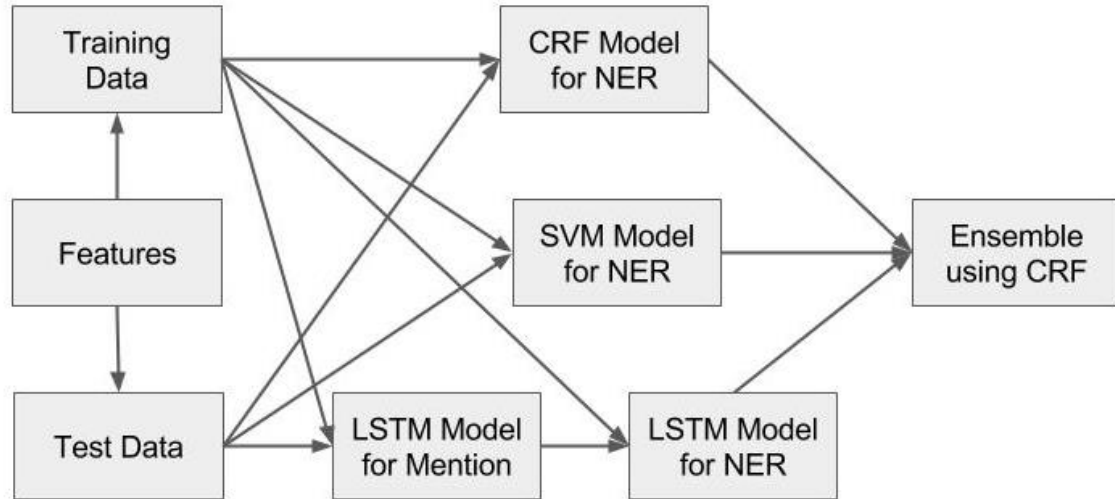 Training
Data
CRF Model
for NER
Features
SVM Model
for NER
Ensemble
using CRF
Test Data
LSTM Model
for Mention
LSTM Model
for NER